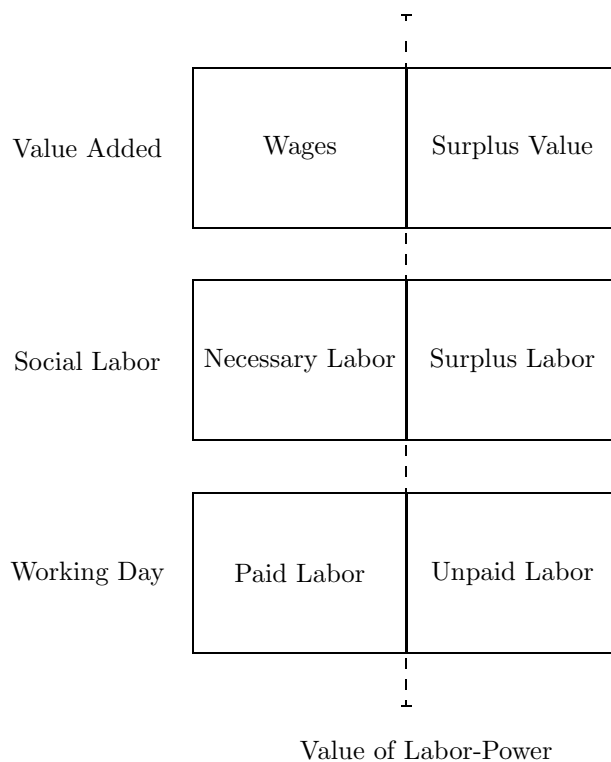 Value Added
Wages
Surplus Value
Social Labor
Necessary Labor
Surplus Labor
Working Day
Paid Labor
Unpaid Labor
Value of Labor-Power